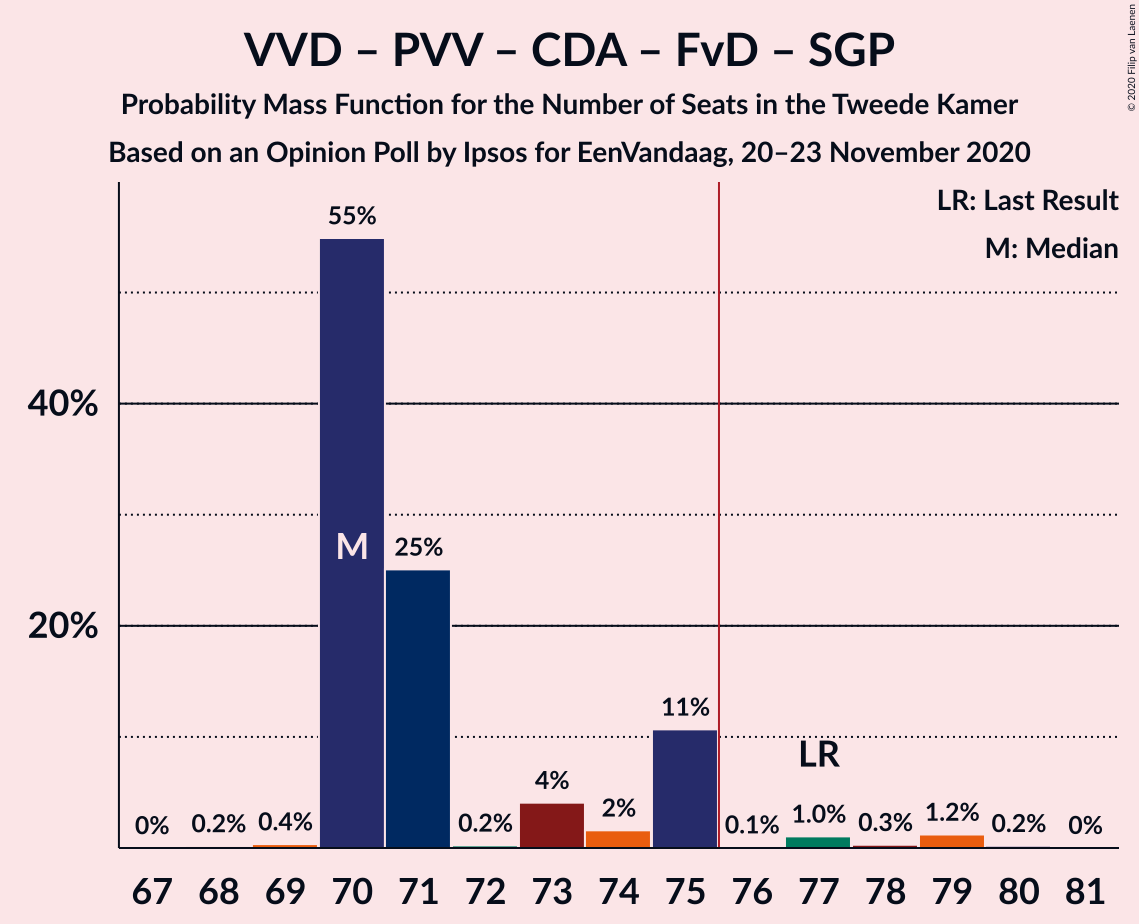 VVD – PVV – CDA – FvD – SGP
Probability Mass Function for the Number of Seats in the Tweede Kamer
Based on an Opinion Poll by Ipsos for EenVandaag, 20–23 November 2020
© 2020 Filip van Laenen
LR: Last Result
M: Median
55%
40%
M
25%
20%
11%
LR
4%
2%
0%
0.2%
0.4%
0.2%
0.1%
1.0%
0.3%
1.2%
0.2%
0%
67 68 69 70 71 72 73 74 75 76 77 78 79 80 81